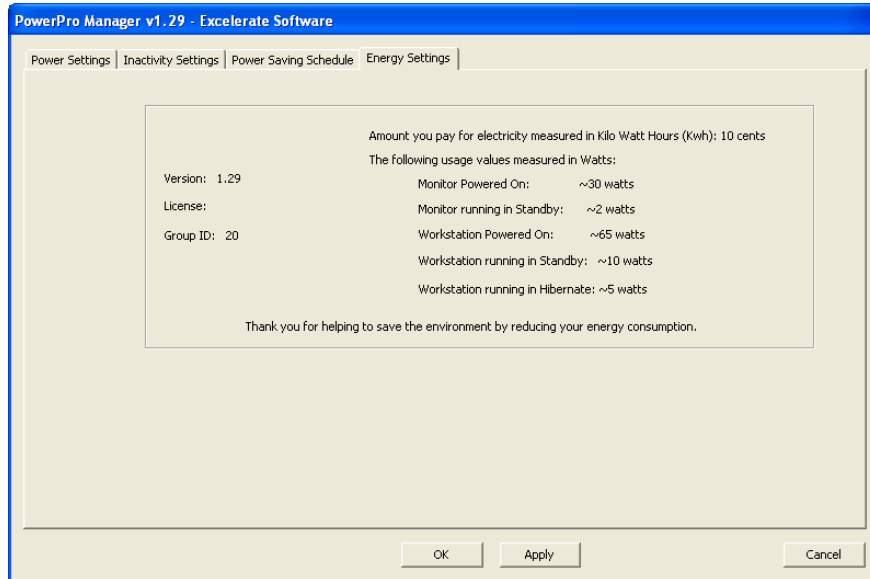 PowerPro Manager v1.29 - Excelerate Software
Power Settings
Inactivity Settings
Power Saving Schedule
Energy Settings
Amount you pay for electricity measured in Kilo Watt Hours (Kwh): 10 cents
The following usage values measured in Watts:
Version: 1.29
License:
Group ID: 20
Monitor Powered On: ~30 watts
Monitor running in Standby: ~2 watts
Workstation Powered On: ~65 watts
Workstation running in Standby: ~10 watts
Workstation running in Hibernate: ~5 watts
Thank you for helping to save the environment by reducing your energy consumption.
OK
Apply
Cancel